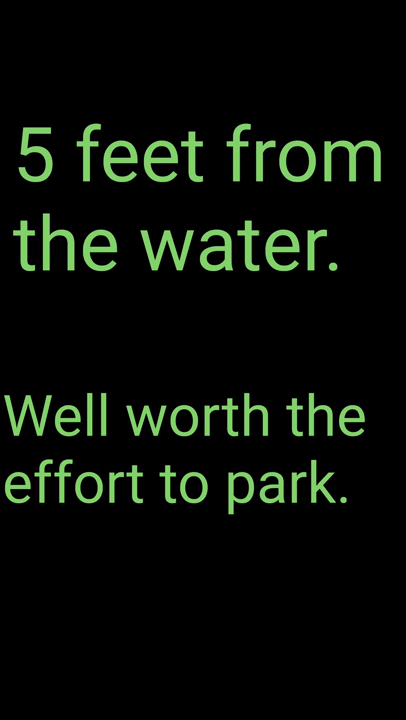 5 feet from
the water.
Well worth the
effort to park.